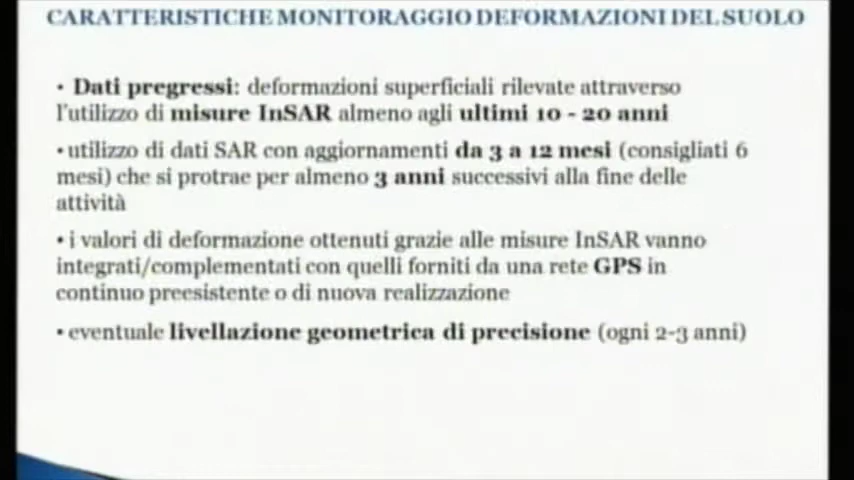 CARATTERISTICHE MONITORAGGIO DEFORMAZIONI DEL SUOLO
• Dati pregressi: deformazioni superficiali rilevate attraverso
l'utilizzo di misure InSAR almeno agli ultimi 10 - 20 anni
• utilizzo di dati SAR con aggiornamenti da 3 a 12 mesi (consigliati 6
mesi) che si protrae per almeno 3 anni successivi alla fine delle
attività
• i valori di deformazione ottenuti grazie alle misure InSAR vanno
integrati/complementati con quelli forniti da una rete GPS in
continuo preesistente o di nuova realizzazione
• eventuale livellazione geometrica di precisione (ogni 2-3 anni)